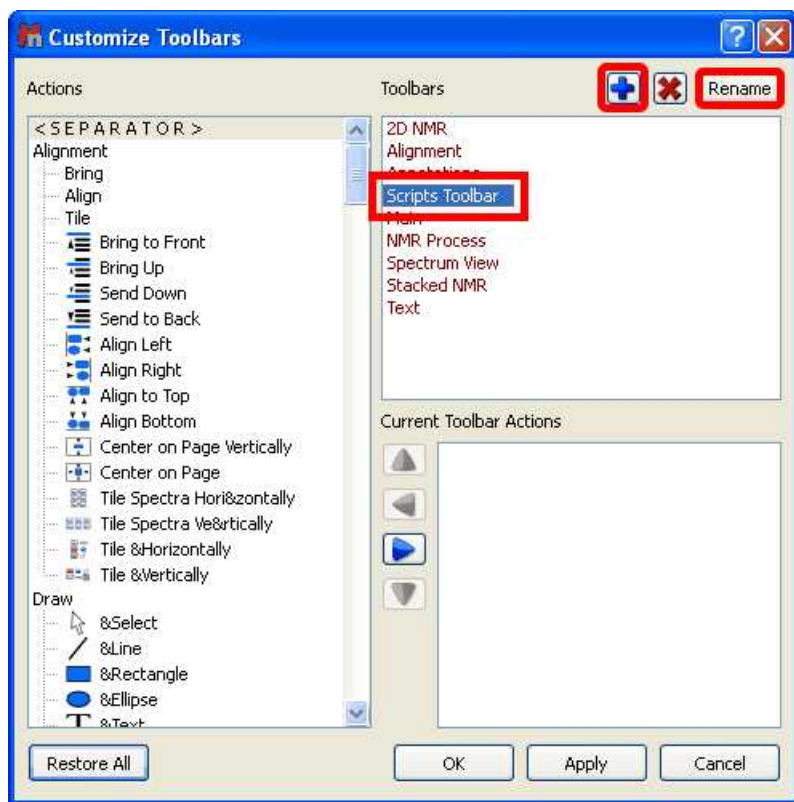 Customize Toolbars
Actions
Toolbars
Rename
<SEPARATOR>
Alignment
Bring
Align
Tile
Bring to Front
Bring Up
Send Down
Send to Back
Align Left
Align Right
Align to Top
Align Bottom
Center on Page Vertically
Center on Page
Tile Spectra Hori&zontally
Tile Spectra Ve&rtically
Tile &Horizontally
Tile &Vertically
Draw
&Select
&Line
&Rectangle
&Ellipse
&Text
2D NMR
Alignment
Annotations
Scripts Toolbar
Main
NMR Process
Spectrum View
Stacked NMR
Text
Current Toolbar Actions
Restore All
OK
Apply
Cancel